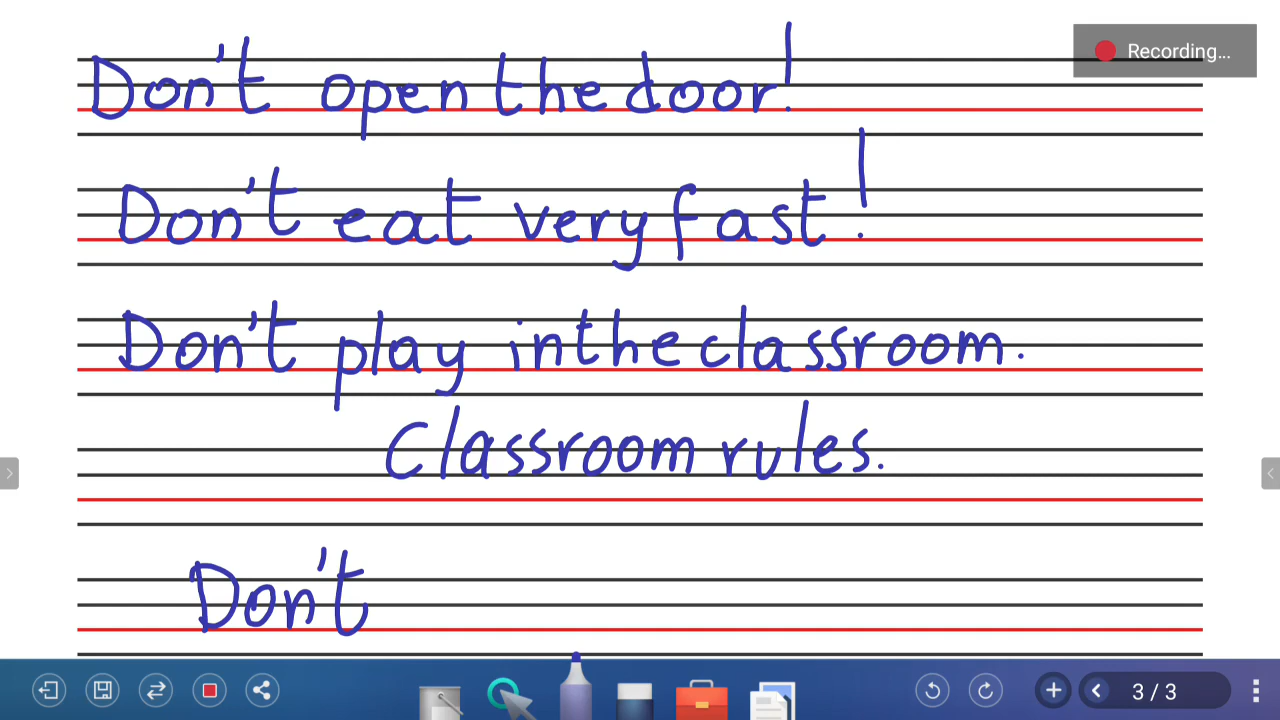 Recording...
Don't open the door!
Don't eat very fast!
Don't play in the classroom.
Classroom rules.
Don't
3 / 3